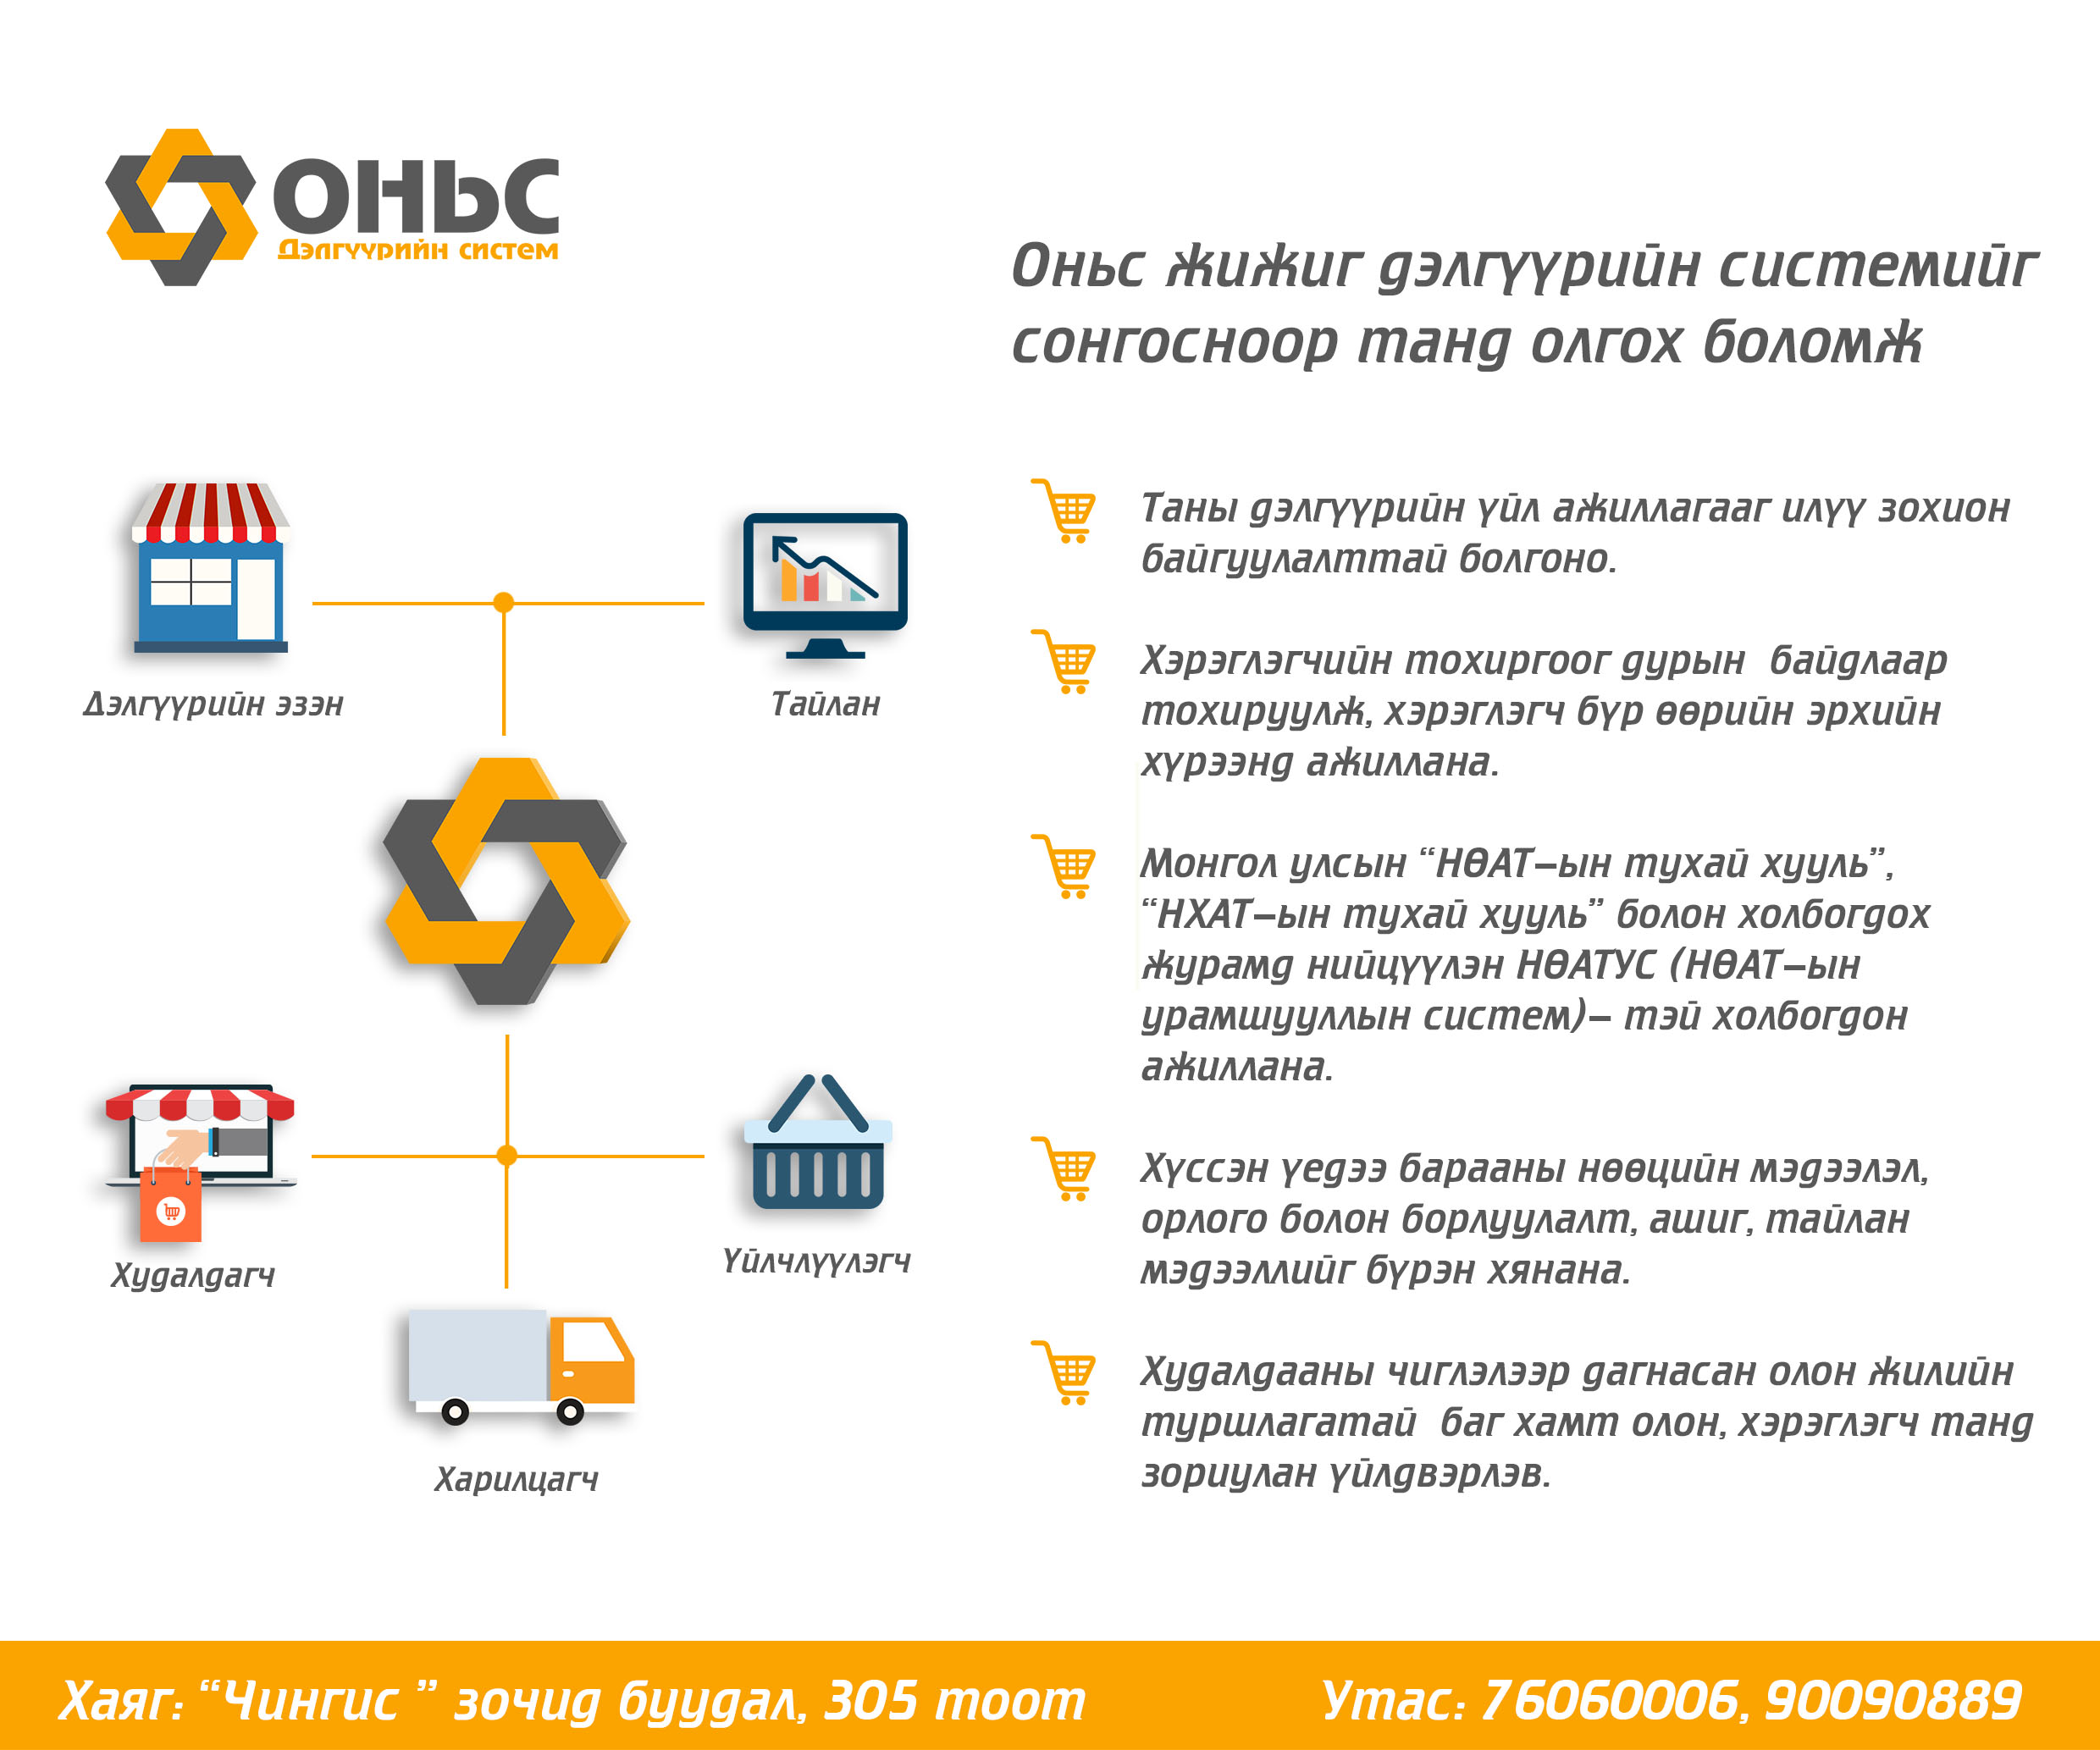 ОНЬС
Дэлгүүрийн систем
Оньс жижиг дэлгүүрийн системийг
сонгосноор танд олгох боломж
Дэлгүүрийн эзэн
Тайлан
Худалдагч
Үйлчлүүлэгч
Харилцагч
Таны дэлгүүрийн үйл ажиллагааг илүү зохион
байгуулалттай болгоно.
Хэрэглэгчийн тохиргоог дурын байдлаар
тохируулж, хэрэглэгч бүр өөрийн эрхийн
хүрээнд ажиллана.
Монгол улсын “НӨАТ-ын тухай хууль”,
“НХАТ-ын тухай хууль” болон холбогдох
журамд нийцүүлэн НӨАТУС (НӨАТ-ын
урамшууллын систем)- тэй холбогдон
ажиллана.
Хүссэн үедээ барааны нөөцийн мэдээлэл,
орлого болон борлуулалт, ашиг, тайлан
мэдээллийг бүрэн хянана.
Худалдааны чиглэлээр дагнасан олон жилийн
туршлагатай баг хамт олон, хэрэглэгч танд
зориулан үйлдвэрлэв.
Хаяг: “Чингис ” зочид буудал, 305 тоот
Утас: 76060006, 90090889